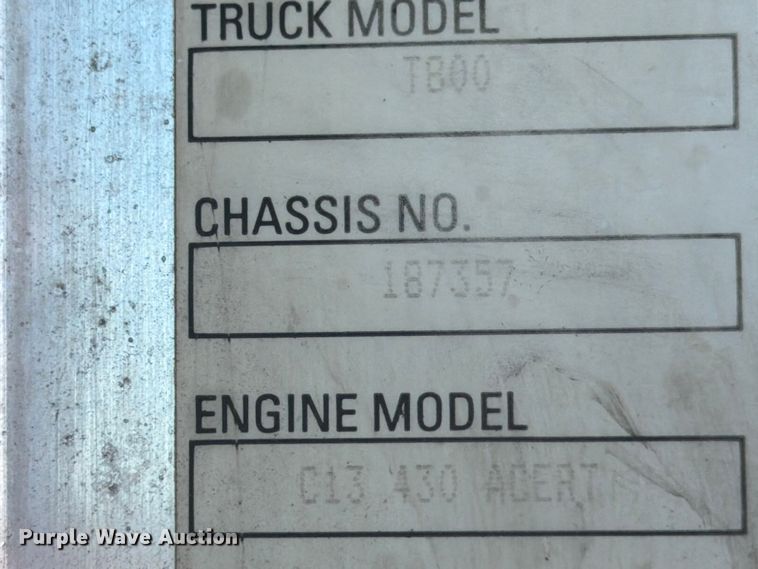 TRUCK MODEL
T800
CHASSIS NO.
187357
ENGINE MODEL
C13 430 ACERT
Purple Wave Auction